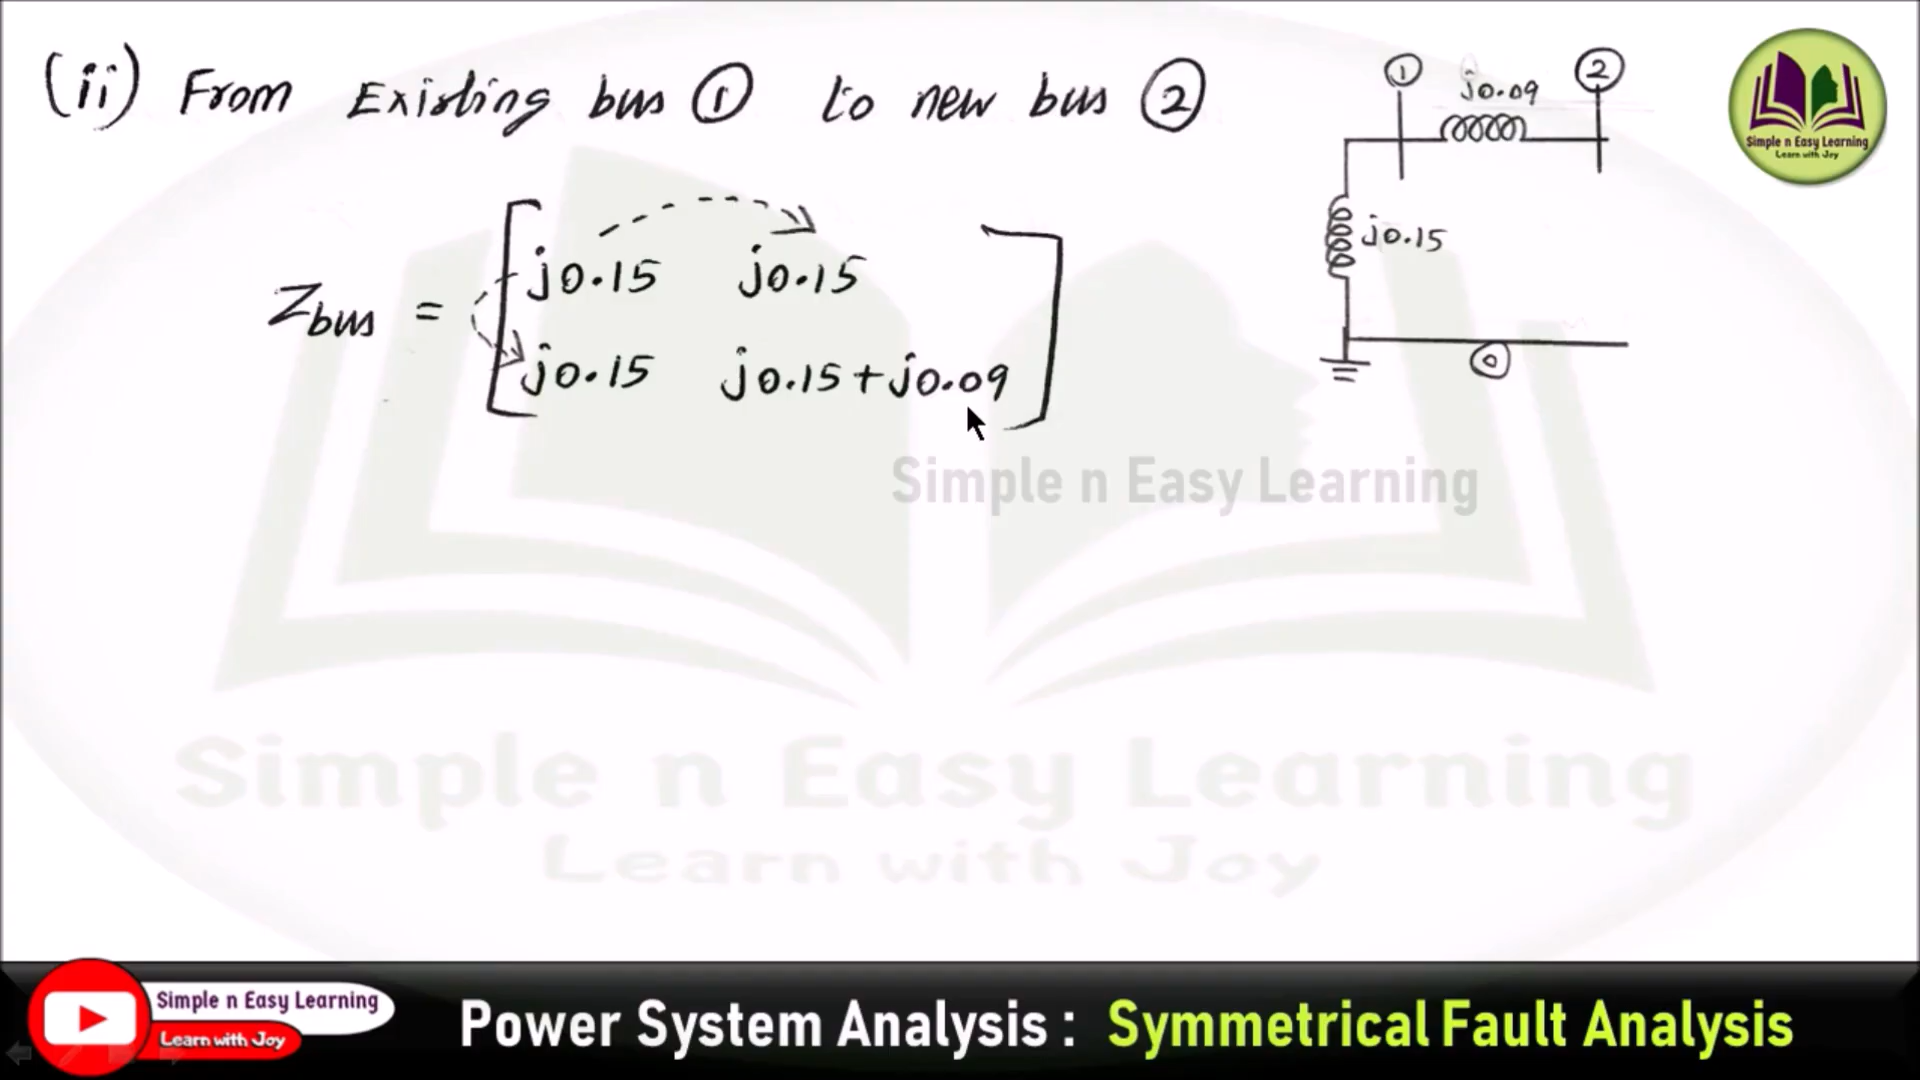 (ii) From Existing bus ① to new bus ②
① j0.09 ②
Simple n Easy Learning
Learn with Joy
j0.15 j0.15
Zbus =
j0.15 j0.15+j0.09
j0.15
⓪
Simple n Easy Learning
Simple n Easy Learning
Learn with Joy
Simple n Easy Learning
Learn with Joy
Power System Analysis : Symmetrical Fault Analysis